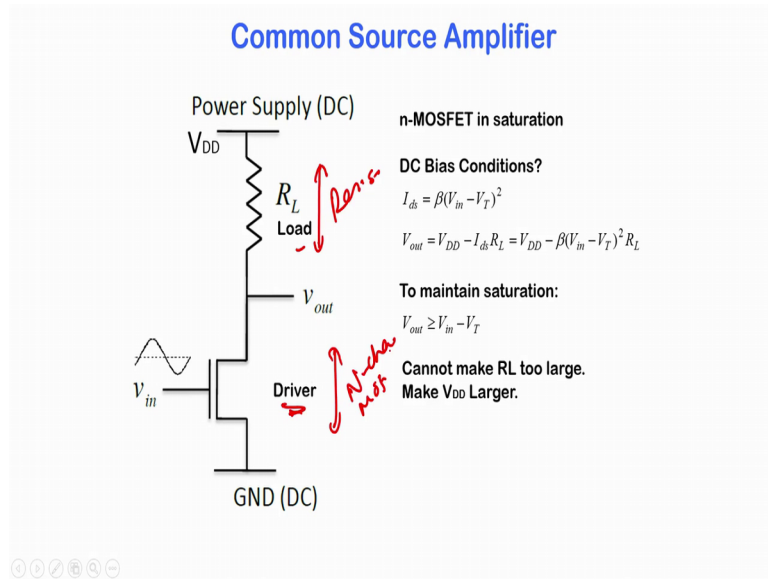 Common Source Amplifier
Power Supply (DC)
VDD
RL
Load
Vout
Vin
Driver
N-cha
MOS
GND (DC)
n-MOSFET in saturation
DC Bias Conditions?
Ids = β(Vin −VT)²
Vout = VDD − IdsRL = VDD − β(Vin −VT)² RL
To maintain saturation:
Vout ≥ Vin −VT
Cannot make RL too large.
Make VDD Larger.